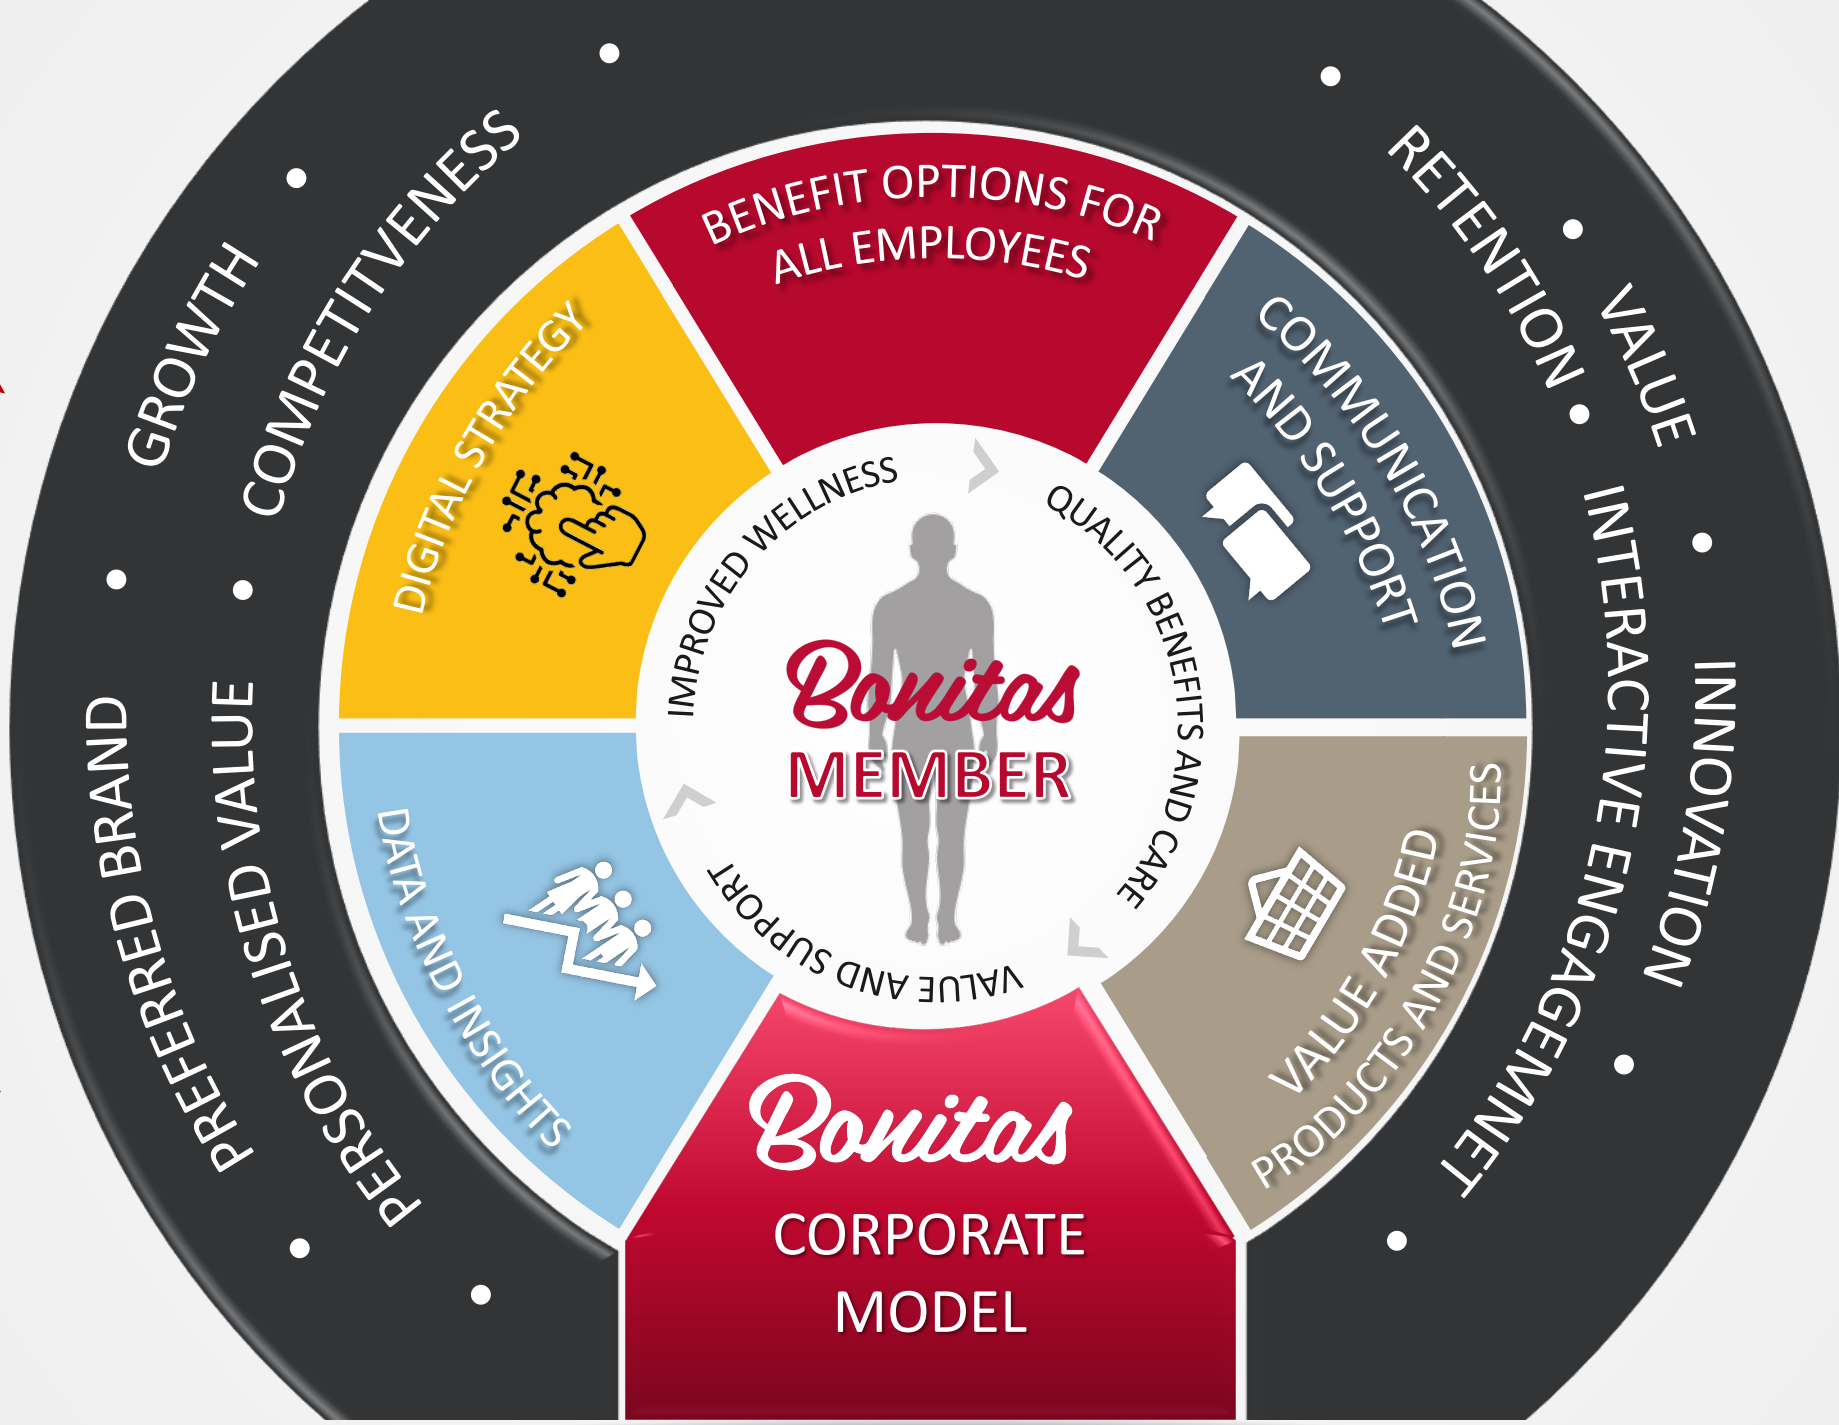 GROWTH
COMPETITVENESS
RETENTION
VALUE
INTERACTIVE ENGAGEMNET
INNOVATION
PREFERRED BRAND
PERSONALISED VALUE
BENEFIT OPTIONS FOR
ALL EMPLOYEES
COMMUNICATION
AND SUPPORT
VALUE ADDED
PRODUCTS AND SERVICES
DATA AND INSIGHTS
DIGITAL STRATEGY
IMPROVED WELLNESS
QUALITY BENEFITS AND CARE
VALUE AND SUPPORT
Bonitas
MEMBER
Bonitas
CORPORATE
MODEL